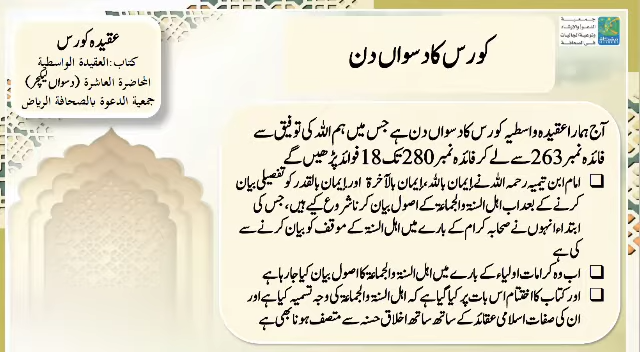 عقیدہ کورس
کتاب: العقيدة الواسطية
المحاضرة العاشرة (دسواں لیکچر)
جمعية الدعوة بالصحافة الرياض
کورس کا دسواں دن
جمعية
الدعوة والإرشاد
وتوعية الجاليات
في الصحافة
آج ہمارا عقیدہ واسطیہ کورس کا دسواں دن ہے جس میں ہم اللہ کی توفیق سے
فائدہ نمبر 263 سے لے کر فائدہ نمبر 280 تک 18 فوائد پڑھیں گے
❑ امام ابن تیمیہ رحمہ اللہ نے ایمان باللہ، ایمان بالآخرۃ اور ایمان بالقدر کو تفصیلی بیان
کرنے کے بعد اب اہل السنۃ والجماعۃ کے اصول بیان کرنا شروع کیے ہیں، جس کی
ابتداء انہوں نے صحابہ کرام کے بارے میں اہل السنۃ کے موقف کو بیان کرنے سے
کی ہے
❑ اب وہ کرامات اولیاء کے بارے میں اہل السنۃ والجماعۃ کا اصول بیان کیا جا رہا ہے
❑ اور کتاب کا اختتام اس بات پر کیا گیا ہے کہ اہل السنۃ والجماعۃ کی وجہ تسمیہ کیا ہے اور
ان کی صفات اسلامی عقائد کے ساتھ ساتھ اخلاق حسنہ سے متصف ہونا بھی ہے